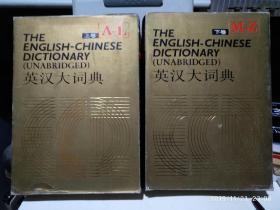 上卷
A-L
THE
ENGLISH-CHINESE
DICTIONARY
(UNABRIDGED)
英汉大词典
下卷
M-Z
THE
ENGLISH-CHINESE
DICTIONARY
(UNABRIDGED)
英汉大词典